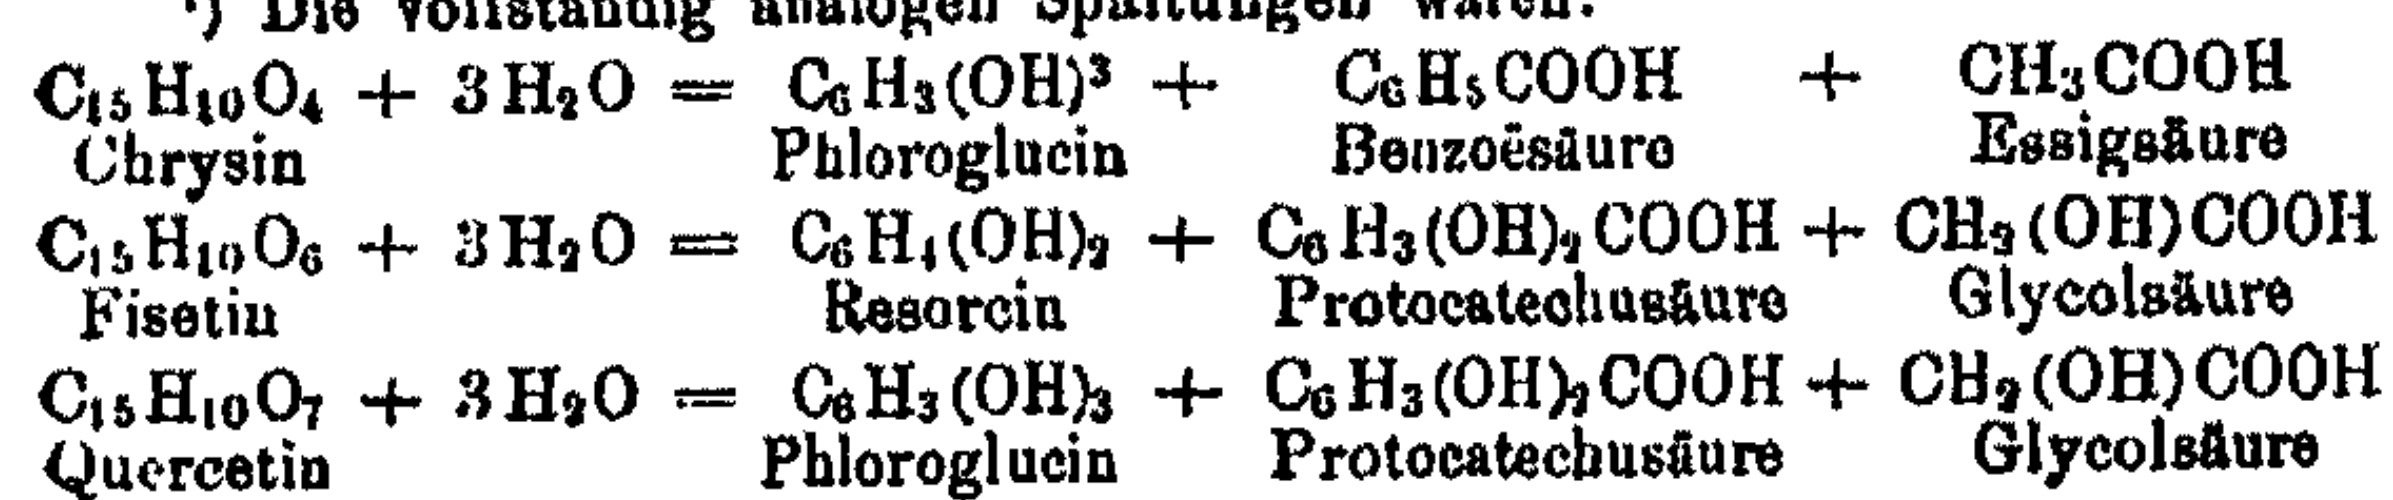 ¹) Die vollständig analogen Spaltungen wären:
C₁₅H₁₀O₄ + 3H₂O = C₆H₃(OH)³ + C₆H₅COOH + CH₃COOH
Chrysin Phloroglucin Benzoësäure Essigsäure
C₁₅H₁₀O₆ + 3H₂O = C₆H₄(OH)₂ + C₆H₃(OH)₂COOH + CH₂(OH)COOH
Fisetin Resorcin Protocatechusäure Glycolsäure
C₁₅H₁₀O₇ + 3H₂O = C₆H₃(OH)₃ + C₆H₃(OH)₂COOH + CH₂(OH)COOH
Quercetin Phloroglucin Protocatechusäure Glycolsäure